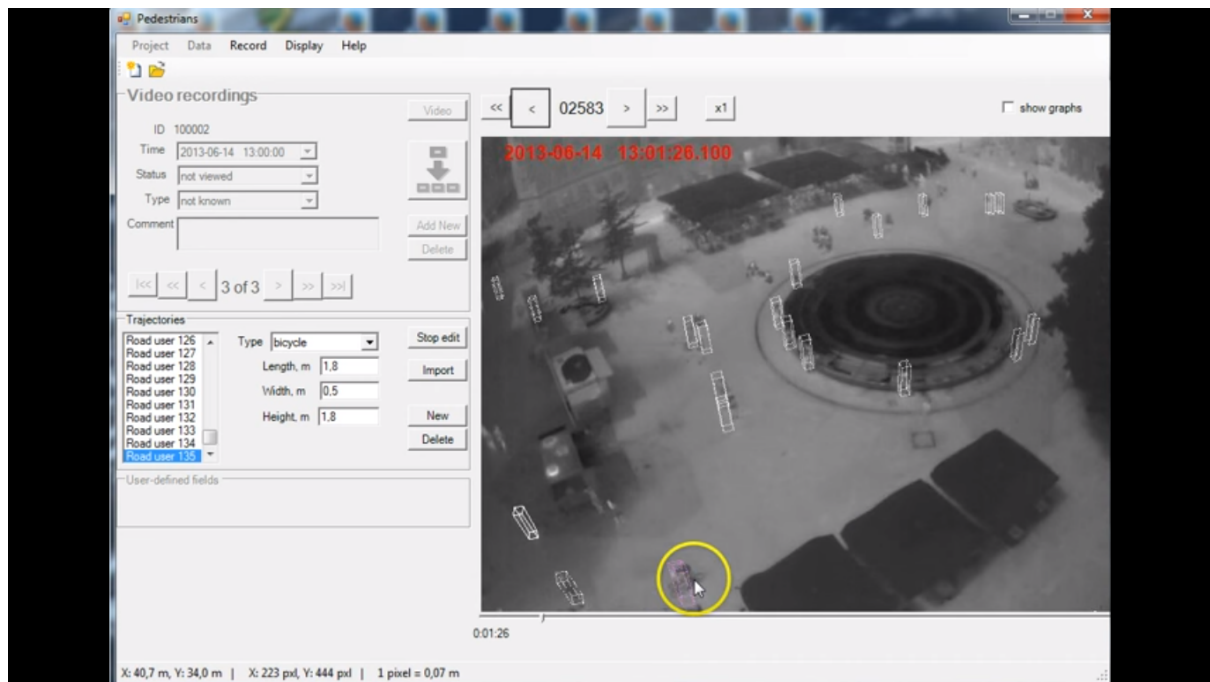 Pedestrians
Project Data Record Display Help
Video recordings
Video
<< < 02583 > >> x1
show graphs
ID 100002
Time 2013-06-14 13:00:00
Status not viewed
Type not known
Comment
Add New
Delete
|<< << < 3 of 3 > >> >>|
2013-06-14 13:01:26.100
Trajectories
Road user 126
Road user 127
Road user 128
Road user 129
Road user 130
Road user 131
Road user 132
Road user 133
Road user 134
Road user 135
Type bicycle
Length, m 1,8
Width, m 0,5
Height, m 1,8
Stop edit
Import
New
Delete
User-defined fields
0:01:26
X: 40,7 m, Y: 34,0 m | X: 223 pxl, Y: 444 pxl | 1 pixel = 0,07 m